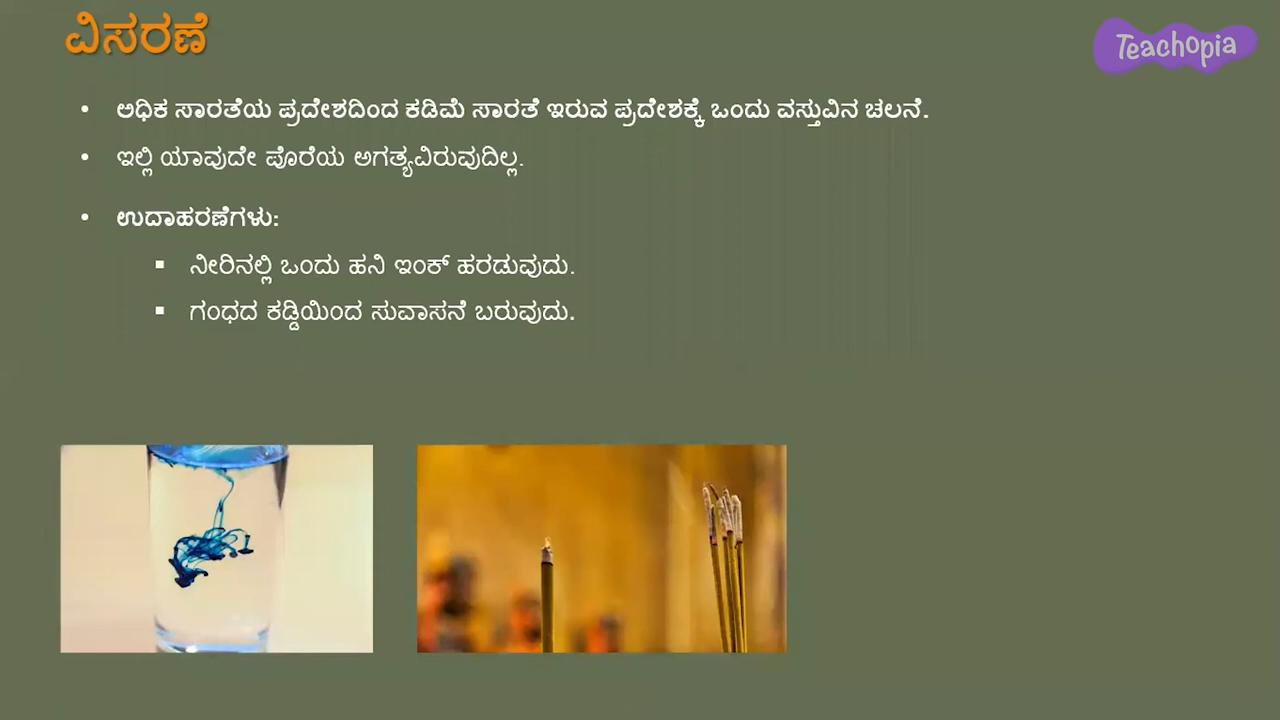 ವಿಸರಣೆ
Teachopia
• ಅಧಿಕ ಸಾರತೆಯ ಪ್ರದೇಶದಿಂದ ಕಡಿಮೆ ಸಾರತೆ ಇರುವ ಪ್ರದೇಶಕ್ಕೆ ಒಂದು ವಸ್ತುವಿನ ಚಲನೆ.
• ಇಲ್ಲಿ ಯಾವುದೇ ಪೊರೆಯ ಅಗತ್ಯವಿರುವುದಿಲ್ಲ.
• ಉದಾಹರಣೆಗಳು:
▪ ನೀರಿನಲ್ಲಿ ಒಂದು ಹನಿ ಇಂಕ್ ಹರಡುವುದು.
▪ ಗಂಧದ ಕಡ್ಡಿಯಿಂದ ಸುವಾಸನೆ ಬರುವುದು.